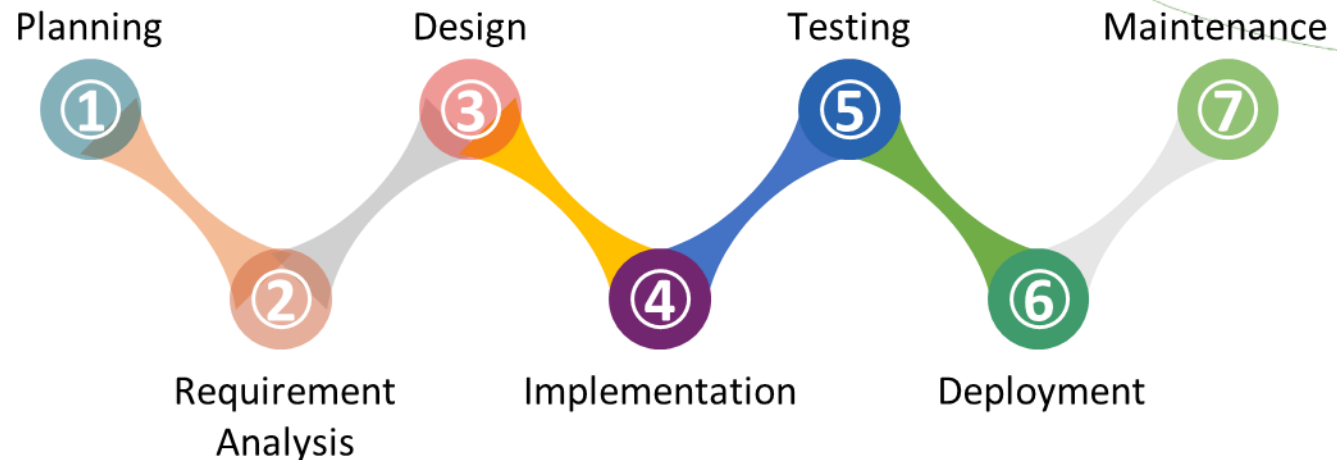 Planning
①
Requirement
Analysis
②
Design
③
Implementation
④
Testing
⑤
Deployment
⑥
Maintenance
⑦